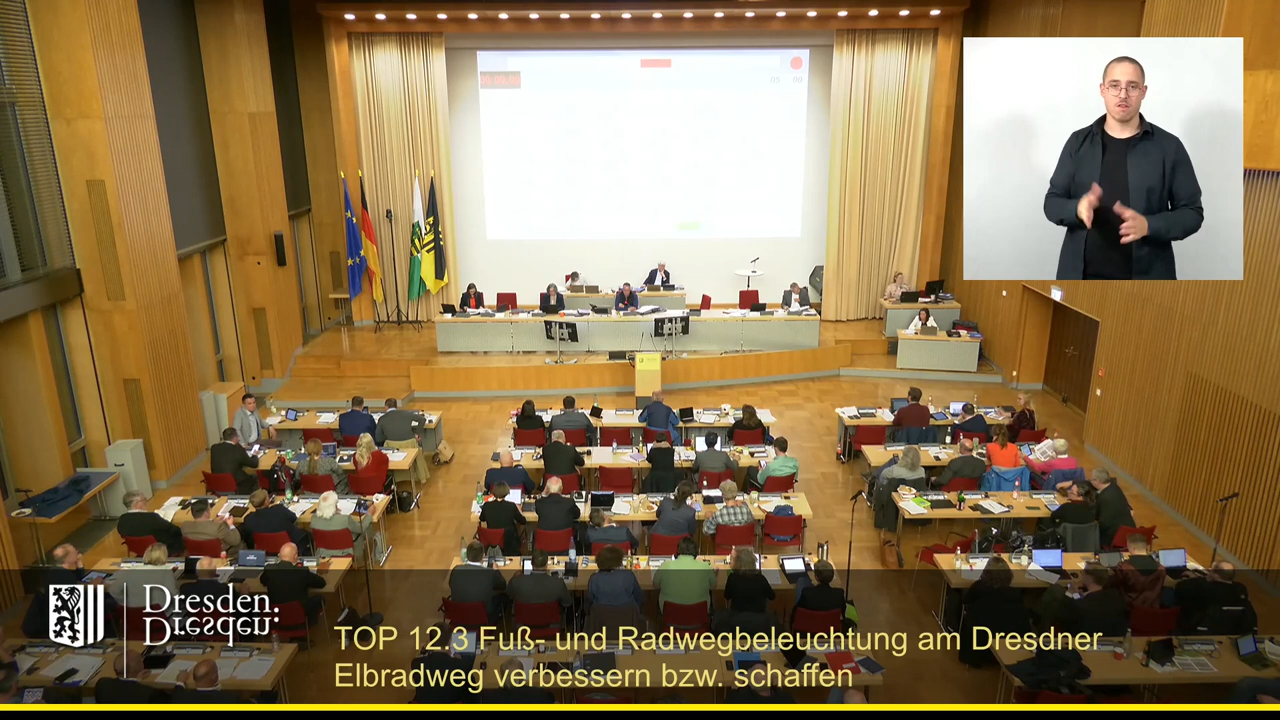 Dresden.
Dresden.
TOP 12.3 Fuß- und Radwegbeleuchtung am Dresdner
Elbradweg verbessern bzw. schaffen